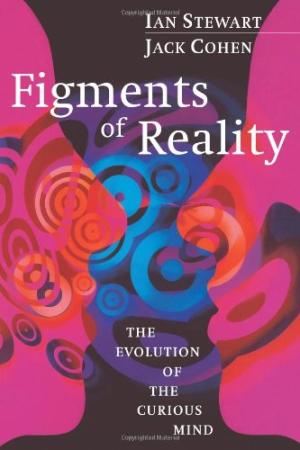 IAN STEWART
JACK COHEN
Figments
of Reality
THE
EVOLUTION
OF
THE
CURIOUS
MIND